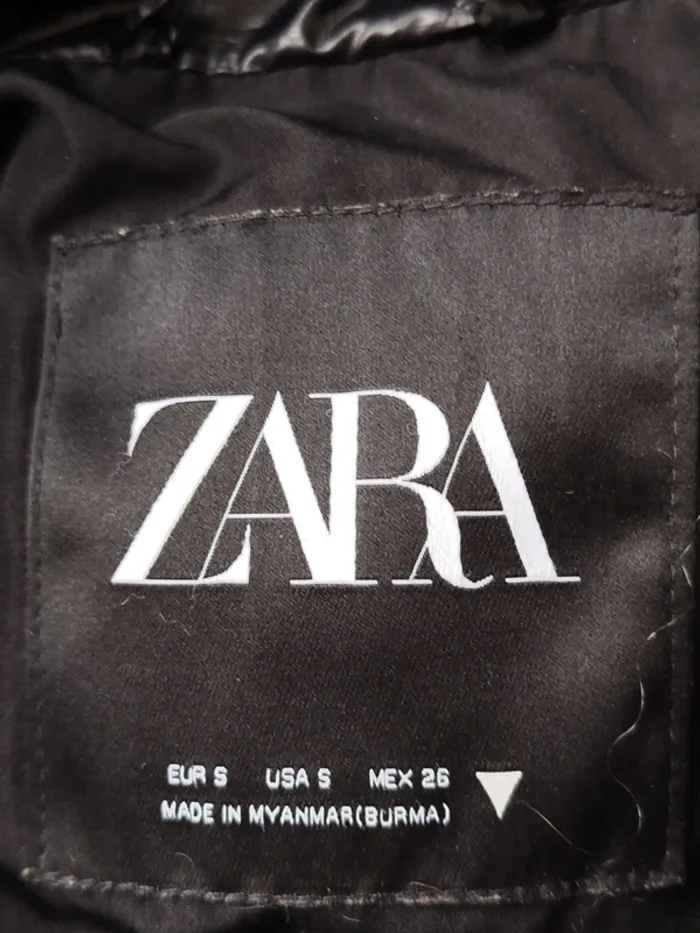 ZARA
EUR S USA S MEX 26
MADE IN MYANMAR(BURMA)